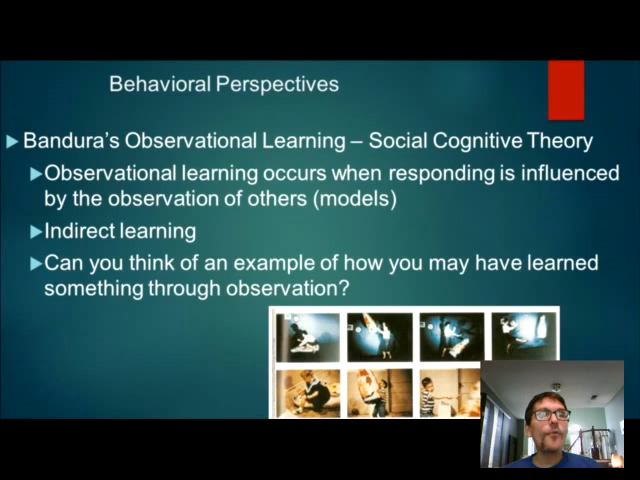 Behavioral Perspectives
Bandura's Observational Learning – Social Cognitive Theory
Observational learning occurs when responding is influenced
by the observation of others (models)
Indirect learning
Can you think of an example of how you may have learned
something through observation?